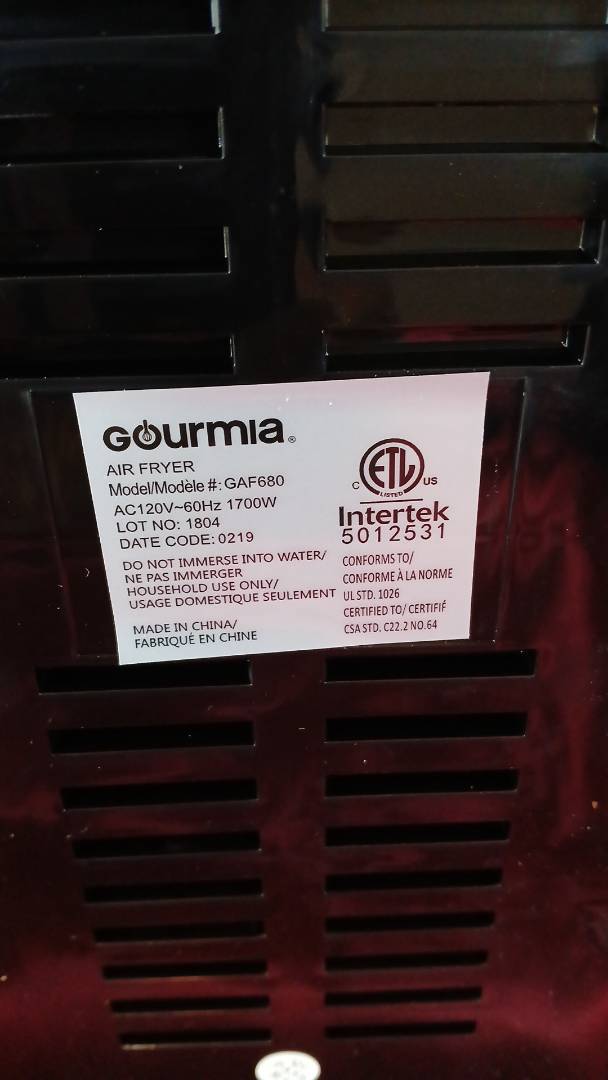 GOURMIA®
AIR FRYER
Model/Modèle #: GAF680
AC120V~60Hz 1700W
LOT NO: 1804
DATE CODE: 0219
DO NOT IMMERSE INTO WATER/
NE PAS IMMERGER
HOUSEHOLD USE ONLY/
USAGE DOMESTIQUE SEULEMENT
MADE IN CHINA/
FABRIQUÉ EN CHINE
ETL
C LISTED US
Intertek
5012531
CONFORMS TO/
CONFORME À LA NORME
UL STD. 1026
CERTIFIED TO/ CERTIFIÉ
CSA STD. C22.2 NO.64